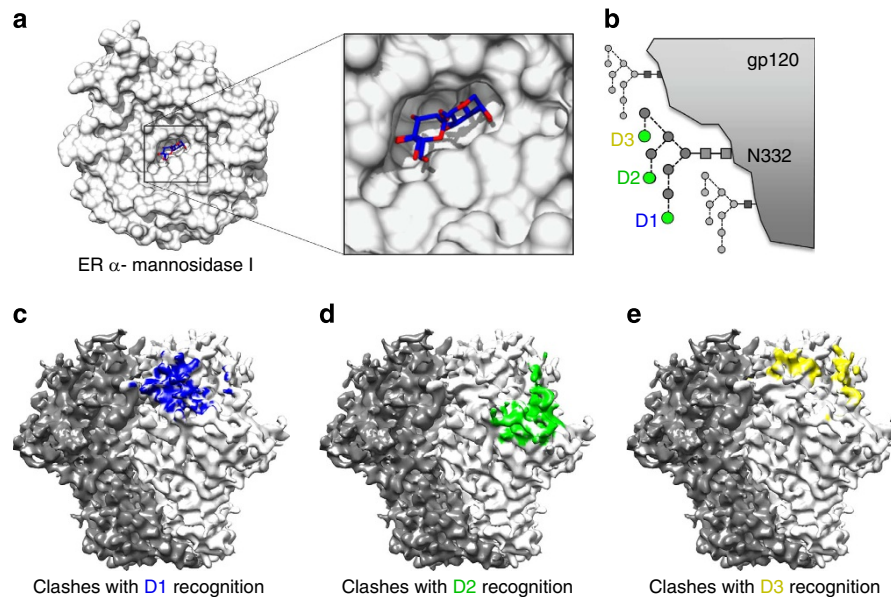 a
b
gp120
D3
N332
D2
D1
ER α- mannosidase I
c
d
e
Clashes with D1 recognition
Clashes with D2 recognition
Clashes with D3 recognition